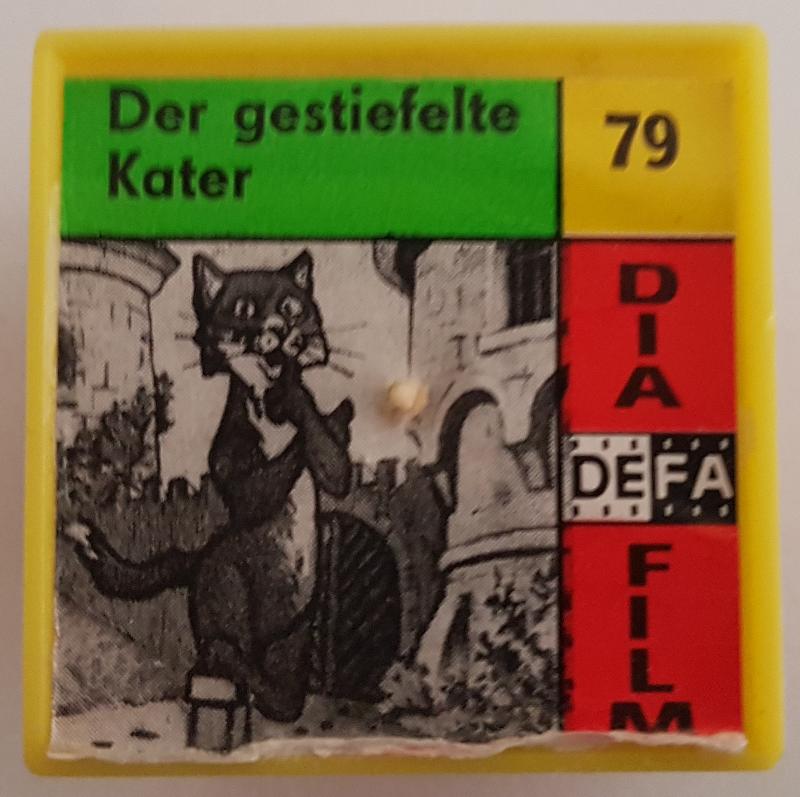 Der gestiefelte
Kater
79
DIA
DEFA
FILM